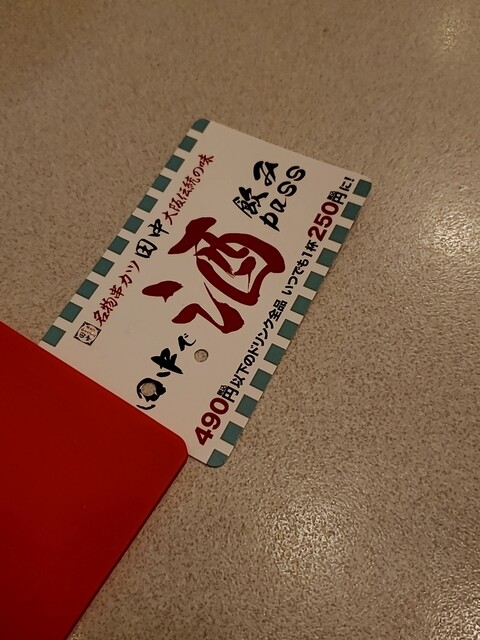 名物串カツ 田中 大阪伝統の味
田中で酒飲みpass
490円以下のドリンク全品 いつでも1杯250円に!